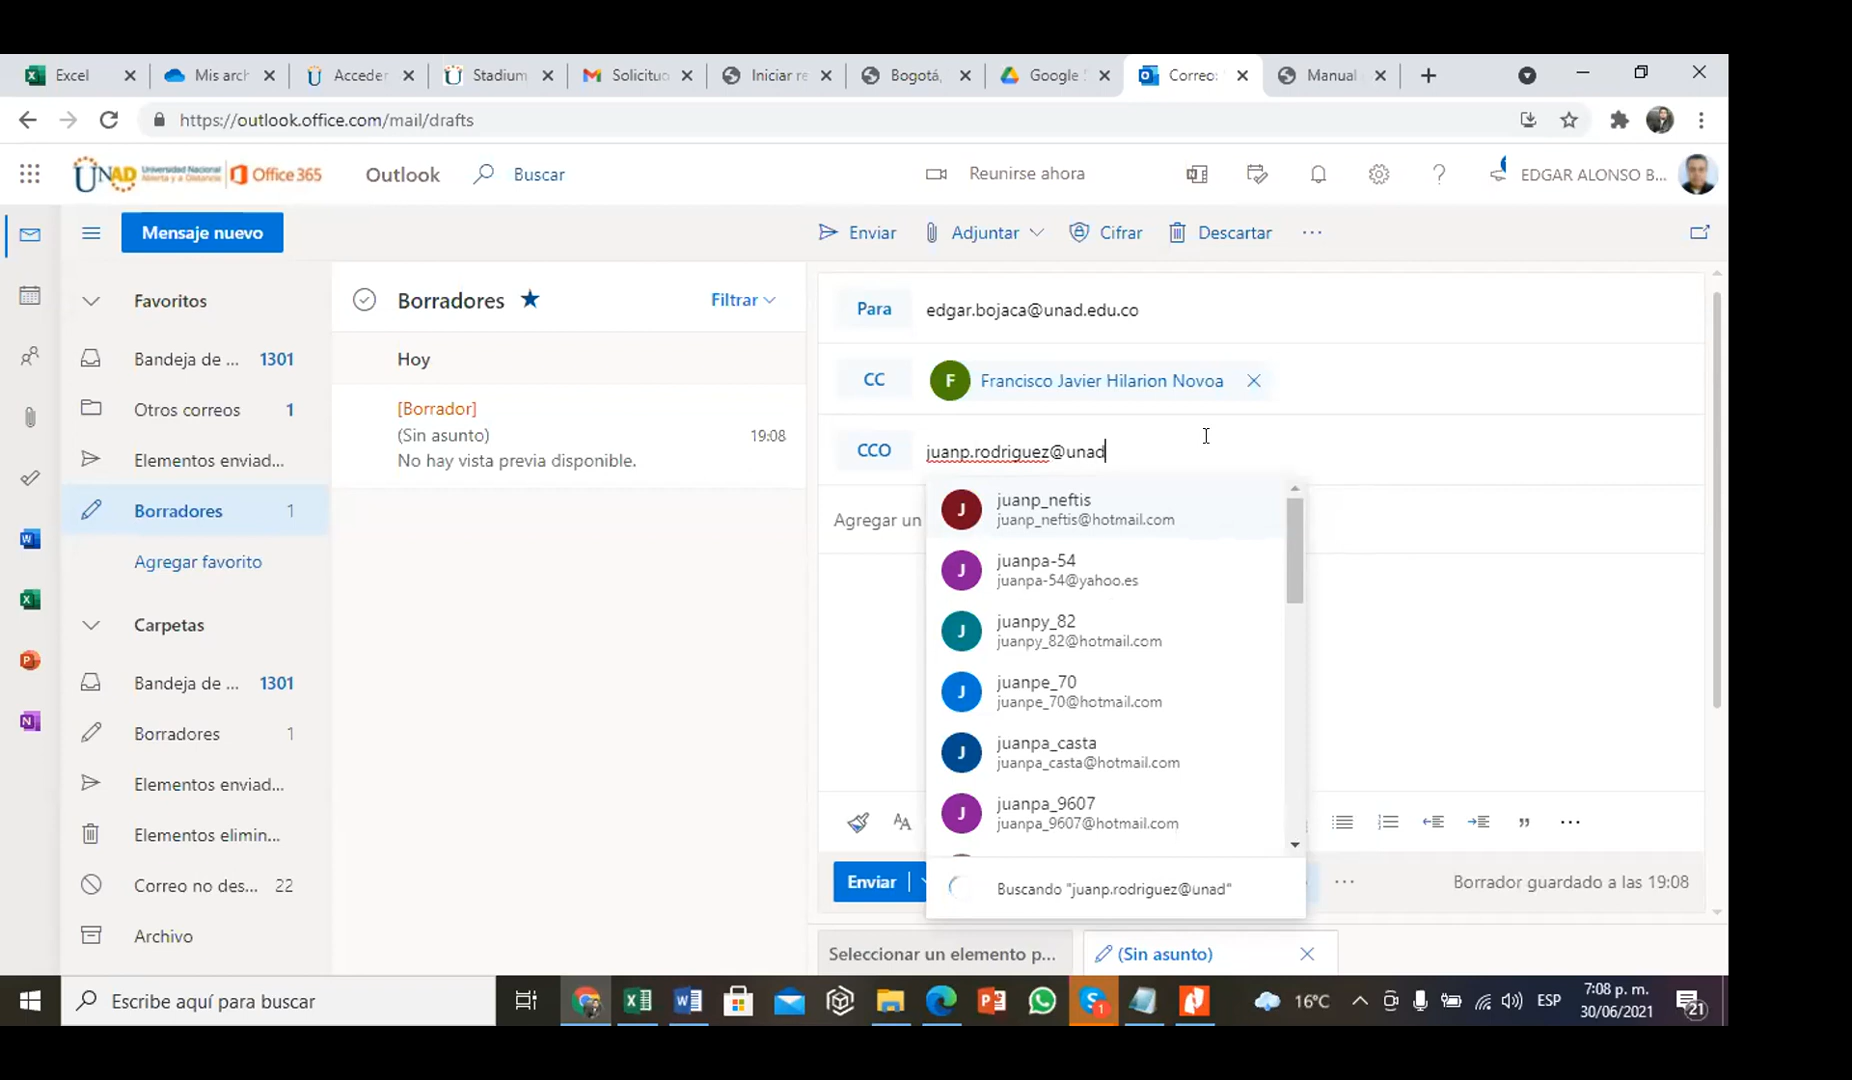 Excel
Mis arch
Acceder
Stadium
Solicitud
Iniciar re
Bogotá,
Google
Correo:
Manual
https://outlook.office.com/mail/drafts
UNAD
Universidad Nacional
Abierta y a Distancia
Office 365
Outlook
Buscar
Reunirse ahora
EDGAR ALONSO B...
Mensaje nuevo
Enviar
Adjuntar
Cifrar
Descartar
Favoritos
Bandeja de ... 1301
Otros correos 1
Elementos enviad...
Borradores 1
Agregar favorito
Carpetas
Bandeja de ... 1301
Borradores 1
Elementos enviad...
Elementos elimin...
Correo no des... 22
Archivo
Borradores
Filtrar
Hoy
[Borrador]
(Sin asunto) 19:08
No hay vista previa disponible.
Para edgar.bojaca@unad.edu.co
CC F Francisco Javier Hilarion Novoa
CCO juanp.rodriguez@unad
Agregar un
J juanp_neftis
juanp_neftis@hotmail.com
J juanpa-54
juanpa-54@yahoo.es
J juanpy_82
juanpy_82@hotmail.com
J juanpe_70
juanpe_70@hotmail.com
J juanpa_casta
juanpa_casta@hotmail.com
J juanpa_9607
juanpa_9607@hotmail.com
Buscando "juanp.rodriguez@unad"
Enviar
Borrador guardado a las 19:08
Seleccionar un elemento p...
(Sin asunto)
Escribe aquí para buscar
16°C
ESP
7:08 p. m.
30/06/2021
21